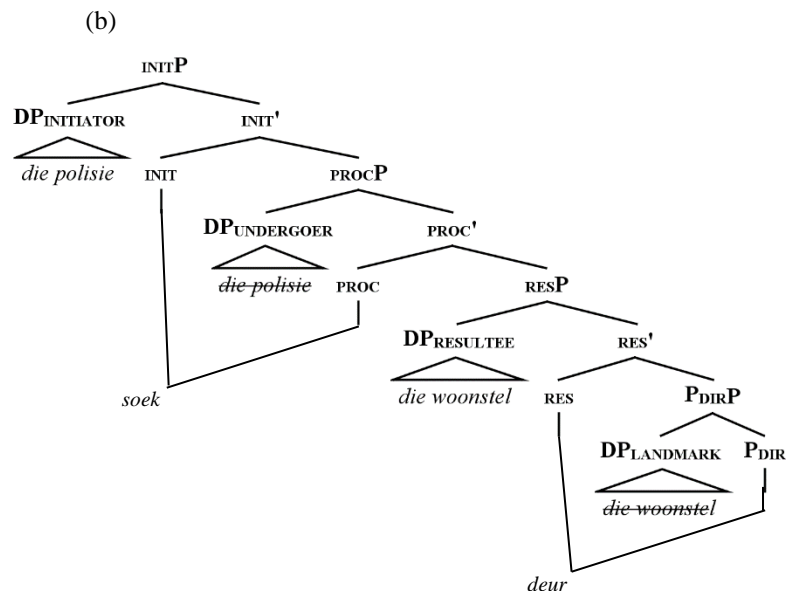 (b)
INITP
DPINITIATOR INIT'
die polisie INIT PROCP
DPUNDERGOER PROC'
die polisie PROC RESP
DPRESULTEE RES'
soek die woonstel RES PDIRP
DPLANDMARK PDIR
die woonstel
deur